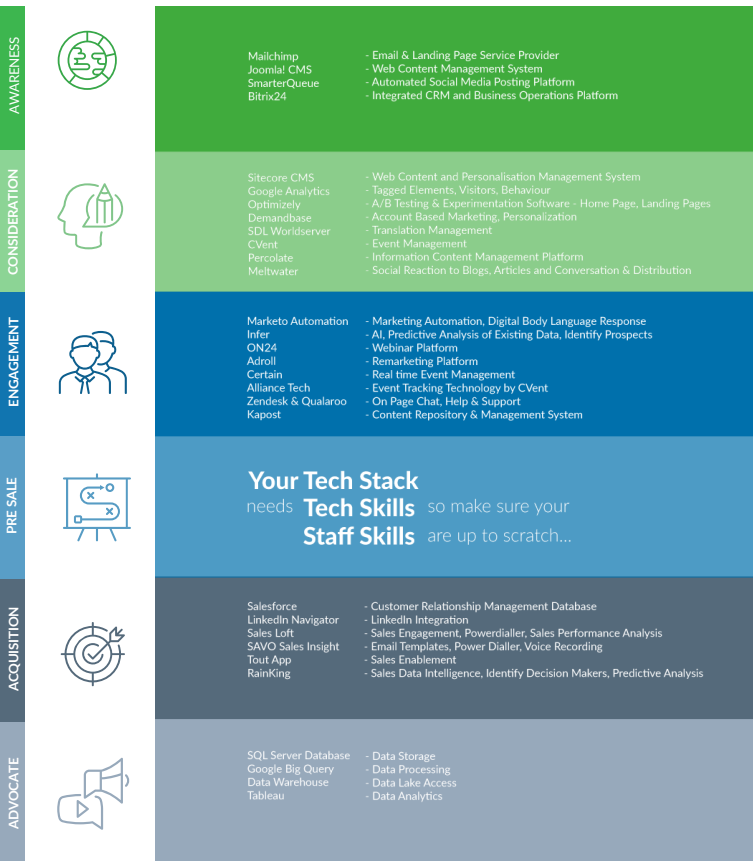 AWARENESS
Mailchimp - Email & Landing Page Service Provider
Joomla! CMS - Web Content Management System
SmarterQueue - Automated Social Media Posting Platform
Bitrix24 - Integrated CRM and Business Operations Platform
CONSIDERATION
Sitecore CMS - Web Content and Personalisation Management System
Google Analytics - Tagged Elements, Visitors, Behaviour
Optimizely - A/B Testing & Experimentation Software - Home Page, Landing Pages
Demandbase - Account Based Marketing, Personalization
SDL Worldserver - Translation Management
CVent - Event Management
Percolate - Information Content Management Platform
Meltwater - Social Reaction to Blogs, Articles and Conversation & Distribution
ENGAGEMENT
Marketo Automation - Marketing Automation, Digital Body Language Response
Infer - AI, Predictive Analysis of Existing Data, Identify Prospects
ON24 - Webinar Platform
Adroll - Remarketing Platform
Certain - Real time Event Management
Alliance Tech - Event Tracking Technology by CVent
Zendesk & Qualaroo - On Page Chat, Help & Support
Kapost - Content Repository & Management System
PRE SALE
Your Tech Stack
needs Tech Skills so make sure your
Staff Skills are up to scratch...
ACQUISITION
Salesforce - Customer Relationship Management Database
LinkedIn Navigator - LinkedIn Integration
Sales Loft - Sales Engagement, Powerdialler, Sales Performance Analysis
SAVO Sales Insight - Email Templates, Power Dialler, Voice Recording
Tout App - Sales Enablement
RainKing - Sales Data Intelligence, Identify Decision Makers, Predictive Analysis
ADVOCATE
SQL Server Database - Data Storage
Google Big Query - Data Processing
Data Warehouse - Data Lake Access
Tableau - Data Analytics